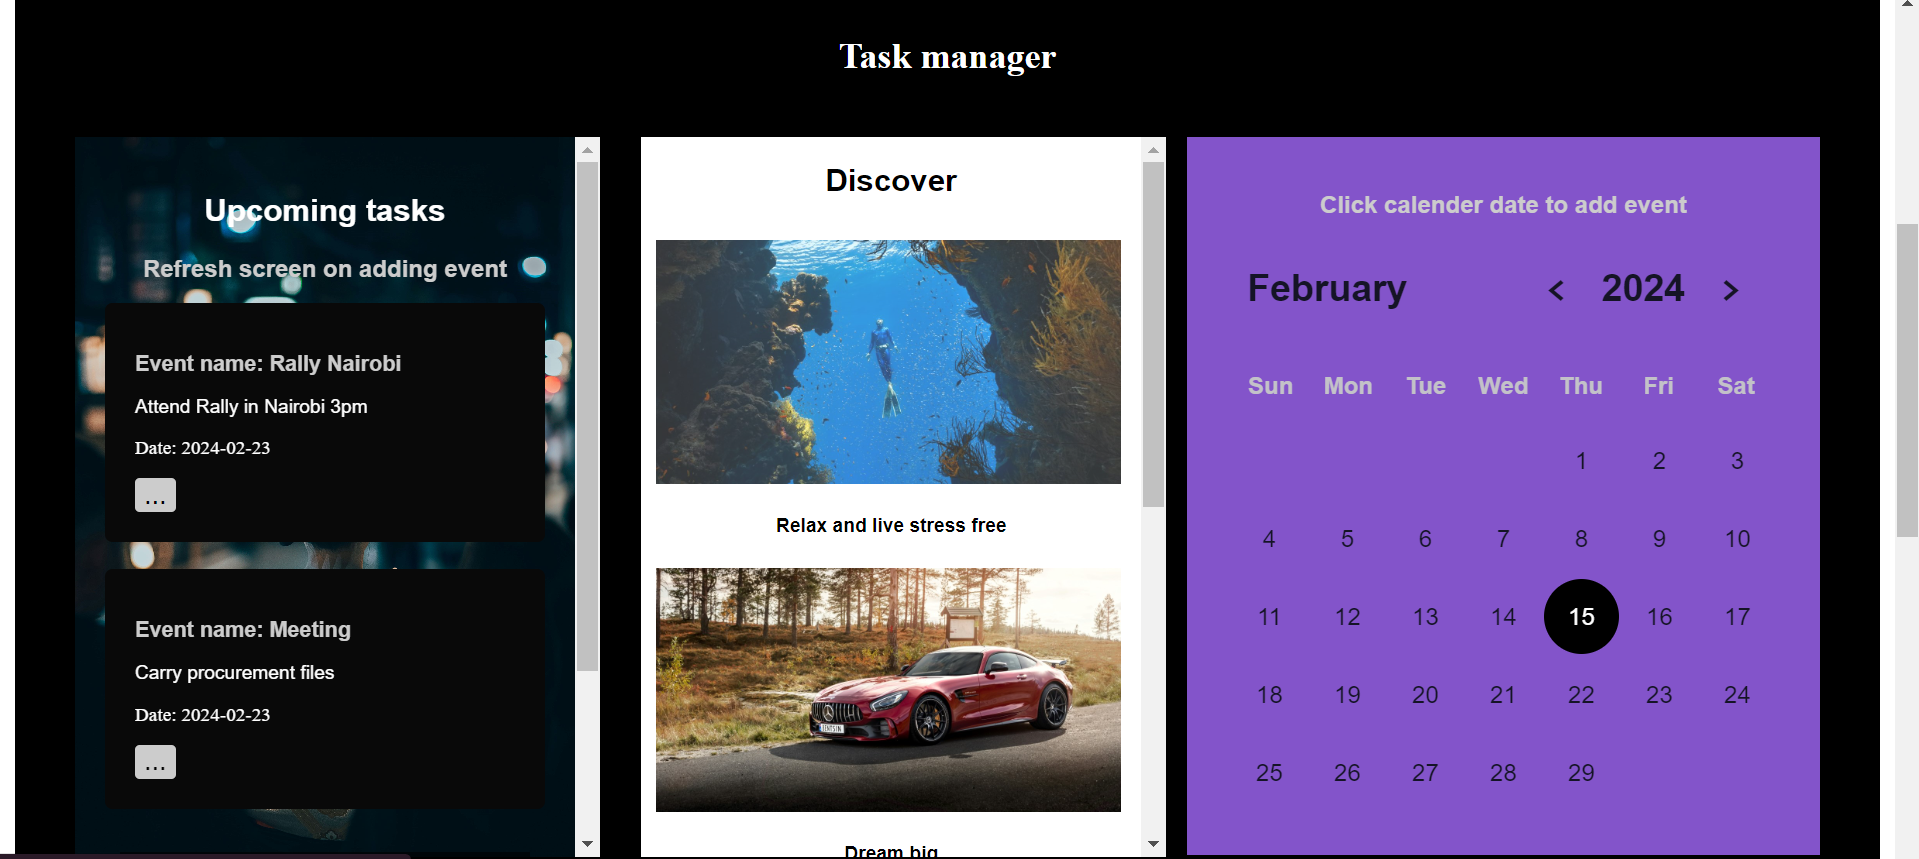 Task manager
Upcoming tasks
Refresh screen on adding event
Event name: Rally Nairobi
Attend Rally in Nairobi 3pm
Date: 2024-02-23
...
Event name: Meeting
Carry procurement files
Date: 2024-02-23
...
Discover
Relax and live stress free
Dream big
Click calender date to add event
February < 2024 >
Sun Mon Tue Wed Thu Fri Sat
1 2 3
4 5 6 7 8 9 10
11 12 13 14 15 16 17
18 19 20 21 22 23 24
25 26 27 28 29